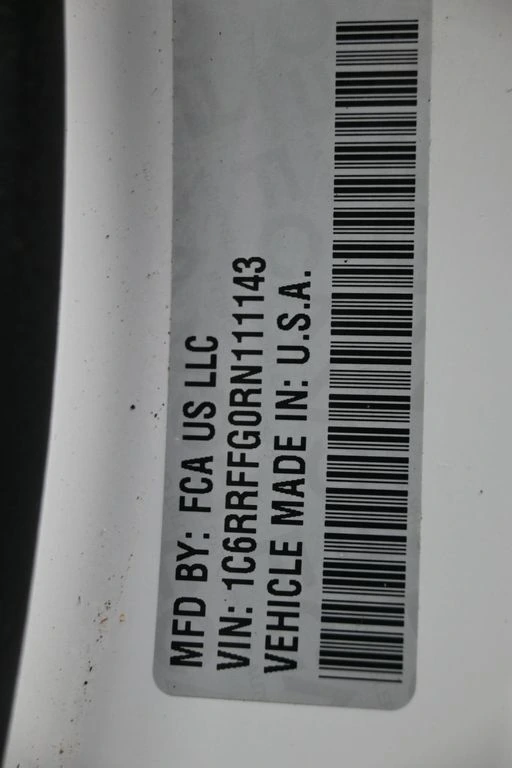 MFD BY: FCA US LLC
VIN: 1C6RRFFG0RN111143
VEHICLE MADE IN: U.S.A.